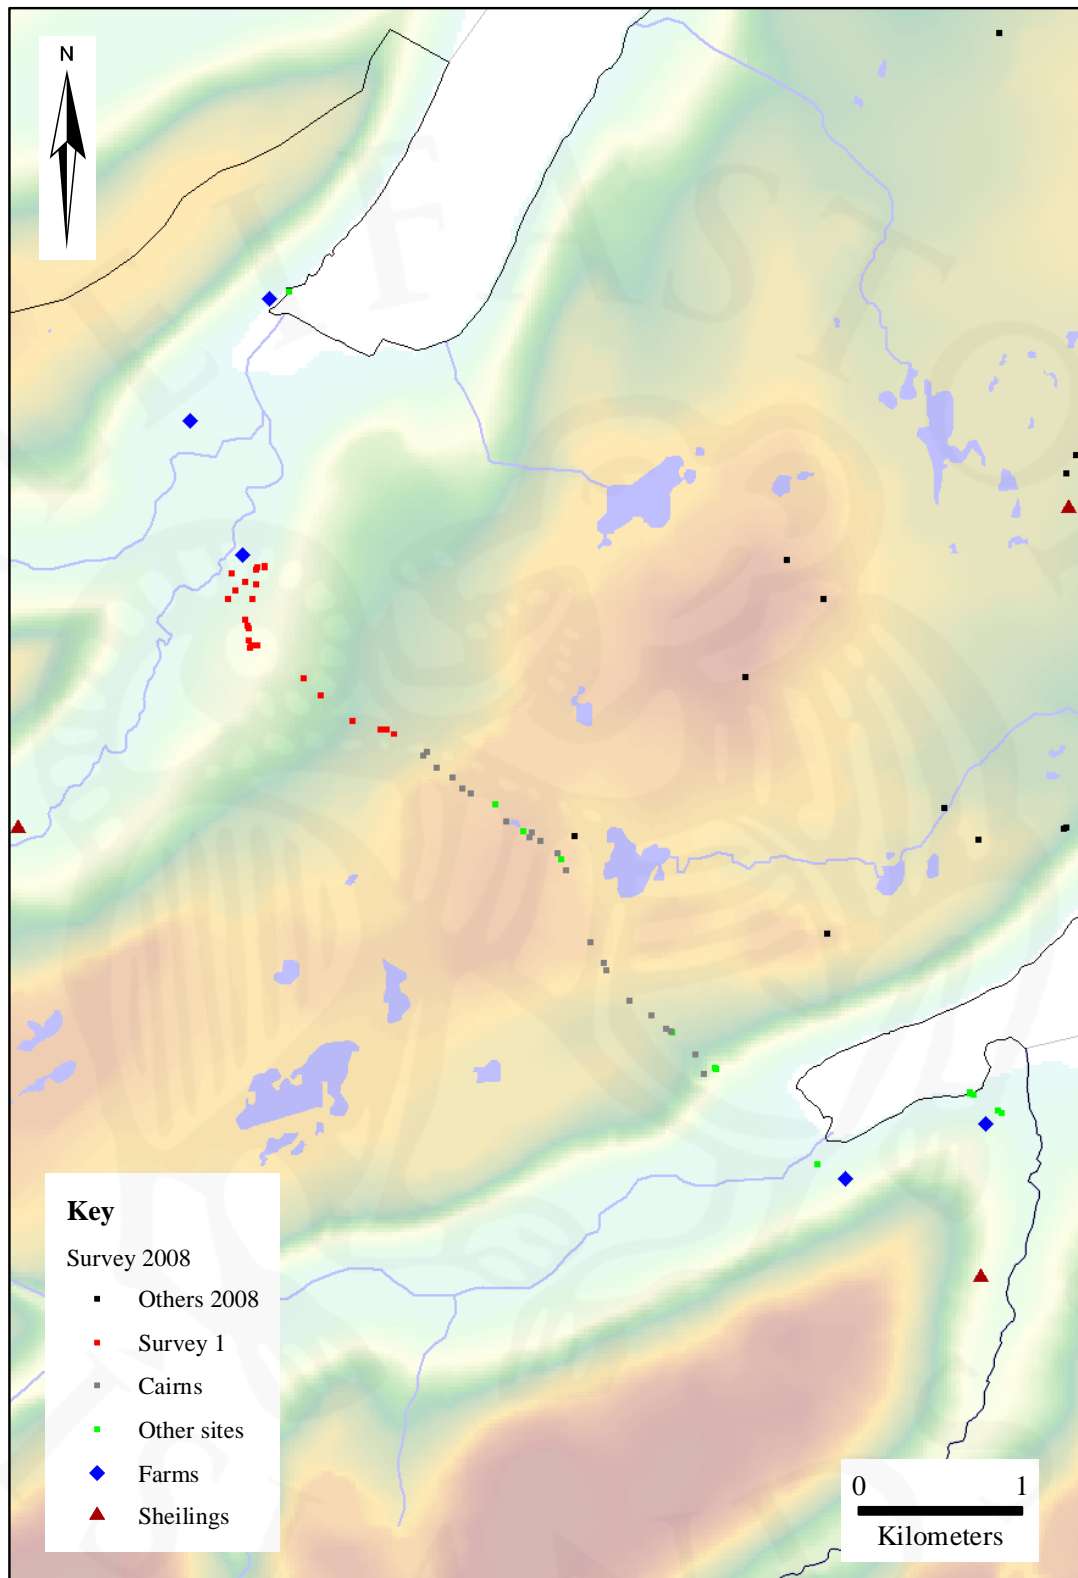 N
Key
Survey 2008
Others 2008
Survey 1
Cairns
Other sites
Farms
Sheilings
0 1
Kilometers